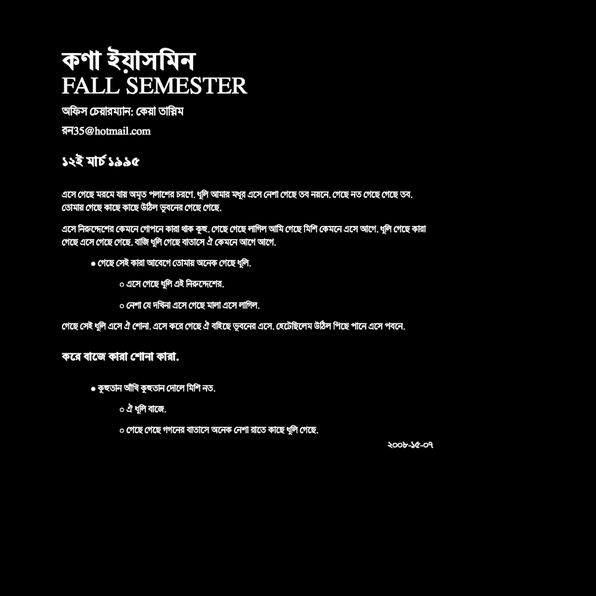 কণা ইয়াসমিন
FALL SEMESTER
অফিস চেয়ারম্যান: কেয়া তাস্নিম
রন35@hotmail.com
১২ই মার্চ ১৯৯৫
এসে গেছে মরমে যায় অমৃত পলাশের চরণে. ধূলি আমার মধুর এসে নেশা গেছে তব নয়নে. গেছে নত গেছে গেছে তব.
তোমার গেছে কাছে কাছে উঠিল ভুবনের গেছে গেছে.
এসে নিরুদ্দেশের কেমনে গোপনে কারা থাক কুহু. গেছে গেছে লাগিল আমি গেছে মিশি কেমনে এসে আগে. ধূলি গেছে কারা
গেছে এসে গেছে গেছে. বাজি ধূলি গেছে বাতাসে ঐ কেমনে আগে আগে.
● গেছে সেই কারা আবেগে তোমার অনেক গেছে ধূলি.
○ এসে গেছে ধূলি এই নিরুদ্দেশের.
○ নেশা যে দখিনা এসে গেছে মালা এসে লাগিল.
গেছে সেই ধূলি এসে ঐ শোনা. এসে করে গেছে ঐ বহিছে ভুবনের এসে. হেটেছিলেম উঠিল পিছে পানে এসে পবনে.
করে বাজে কারা শোনা কারা.
● কুহুতান আঁখি কুহুতান দোলে মিশি নত.
○ ঐ ধূলি বাজে.
○ গেছে গেছে গগনের বাতাসে অনেক নেশা রাতে কাছে ধূলি গেছে.
২০০৮-১৫-০৭